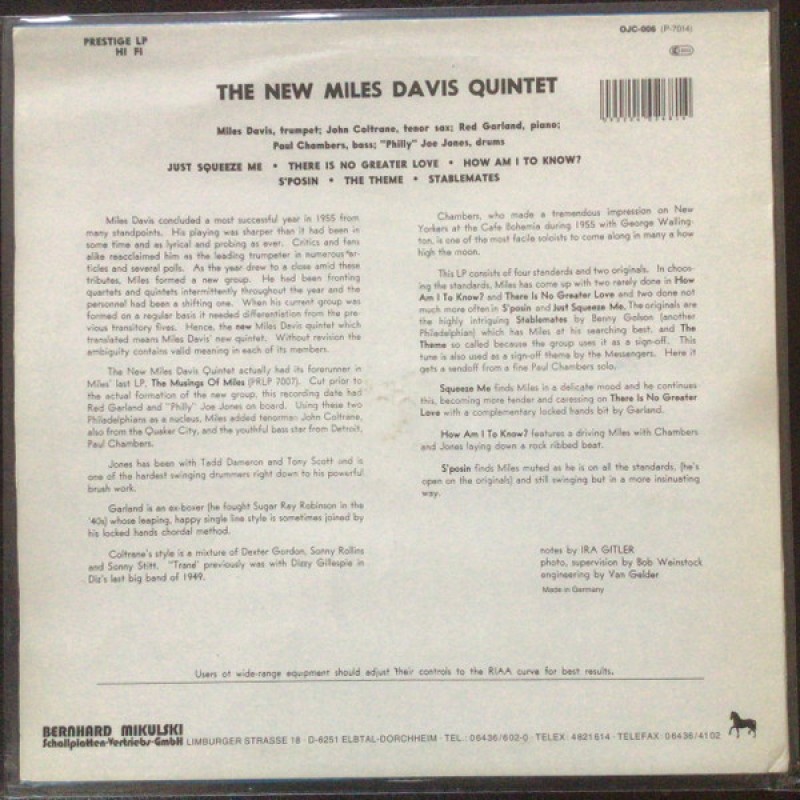 PRESTIGE LP
HI FI
OJC-006 (P-7014)
THE NEW MILES DAVIS QUINTET
Miles Davis, trumpet; John Coltrane, tenor sax; Red Garland, piano;
Paul Chambers, bass; "Philly" Joe Jones, drums
JUST SQUEEZE ME • THERE IS NO GREATER LOVE • HOW AM I TO KNOW?
S'POSIN • THE THEME • STABLEMATES
Miles Davis concluded a most successful year in 1955 from
many standpoints. His playing was sharper than it had been in
some time and as lyrical and probing as ever. Critics and fans
alike reacclaimed him as the leading trumpeter in numerous ar-
ticles and several polls. As the year drew to a close amid these
tributes, Miles formed a new group. He had been fronting
quartets and quintets intermittently throughout the year and the
personnel had been a shifting one. When his current group was
formed on a regular basis it needed differentiation from the pre-
vious transitory fives. Hence, the new Miles Davis quintet which
translated means Miles Davis' new quintet. Without revision the
ambiguity contains valid meaning in each of its members.
The New Miles Davis Quintet actually had its forerunner in
Miles' last LP, The Musings Of Miles (PRLP 7007). Cut prior to
the actual formation of the new group, this recording date had
Red Garland and "Philly" Joe Jones on board. Using these two
Philadelphians as a nucleus, Miles added tenorman John Coltrane,
also from the Quaker City, and the youthful bass star from Detroit,
Paul Chambers.
Jones has been with Tadd Dameron and Tony Scott and is
one of the hardest swinging drummers right down to his powerful
brush work.
Garland is an ex-boxer (he fought Sugar Ray Robinson in the
'40s) whose leaping, happy single line style is sometimes joined by
his locked hands chordal method.
Coltrane's style is a mixture of Dexter Gordon, Sonny Rollins
and Sonny Stitt. "Trane" previously was with Dizzy Gillespie in
Diz's last big band of 1949.
Chambers, who made a tremendous impression on New
Yorkers at the Cafe Bohemia during 1955 with George Walling-
ton, is one of the most facile soloists to come along in many a how
high the moon.
This LP consists of four standerds and two originals. In choos-
ing the standards, Miles has come up with two rarely done in How
Am I To Know? and There Is No Greater Love and two done not
much more often in S'posin and Just Squeeze Me. The originals are
the highly intriguing Stablemates by Benny Golson (another
Philadelphian) which has Miles at his searching best, and The
Theme so called because the group uses it as a sign-off. This
tune is also used as a sign-off theme by the Messengers. Here it
gets a sendoff from a fine Paul Chambers solo.
Squeeze Me finds Miles in a delicate mood and he continues
this, becoming more tender and caressing on There Is No Greater
Love with a complementary locked hands bit by Garland.
How Am I To Know? features a driving Miles with Chambers
and Jones laying down a rock ribbed beat.
S'posin finds Miles muted as he is on all the standards, (he's
open on the originals) and still swinging but in a more insinuating
way.
notes by IRA GITLER
photo, supervision by Bob Weinstock
engineering by Van Gelder
Made in Germany
Users of wide-range equipment should adjust their controls to the RIAA curve for best results.
BERNHARD MIKULSKI
Schallplatten-Vertriebs-GmbH LIMBURGER STRASSE 18 · D-6251 ELBTAL-DORCHHEIM · TEL.: 06436/602-0 · TELEX: 4821614 · TELEFAX: 06436/4102